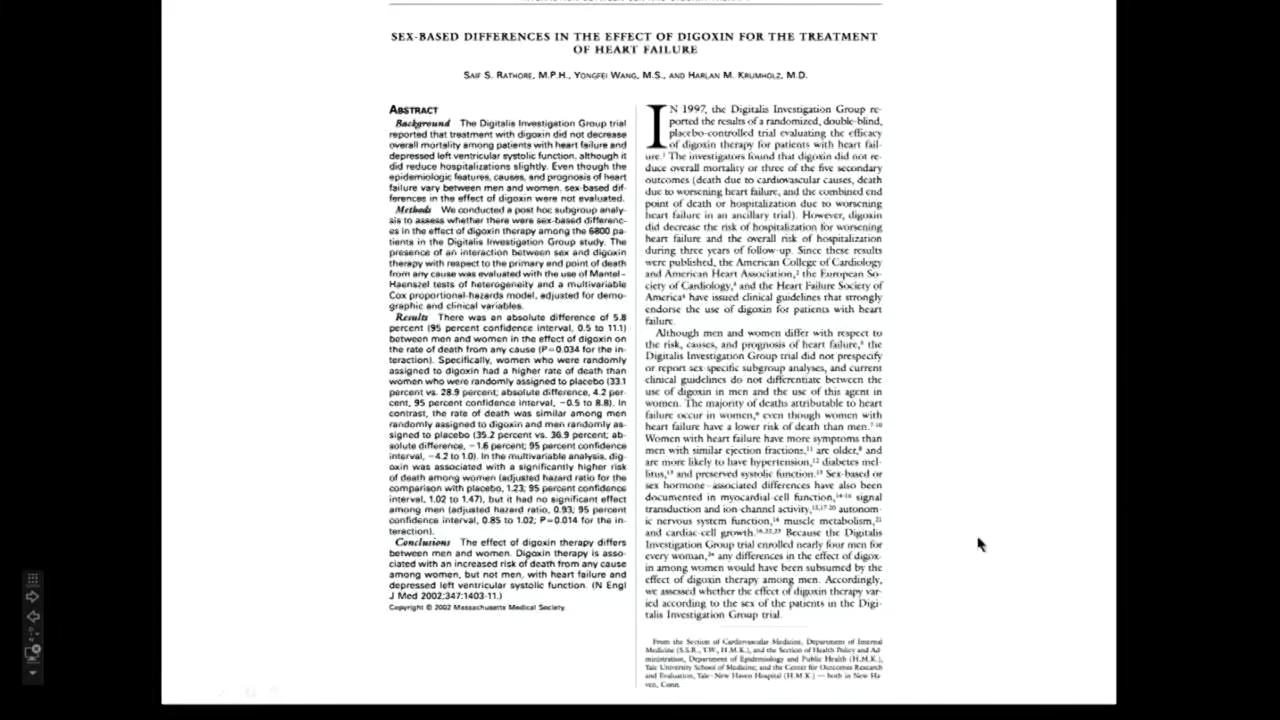 SEX-BASED DIFFERENCES IN THE EFFECT OF DIGOXIN FOR THE TREATMENT
OF HEART FAILURE
SAIF S. RATHORE, M.P.H., YONGFEI WANG, M.S., AND HARLAN M. KRUMHOLZ, M.D.
ABSTRACT
Background The Digitalis Investigation Group trial
reported that treatment with digoxin did not decrease
overall mortality among patients with heart failure and
depressed left ventricular systolic function, although it
did reduce hospitalizations slightly. Even though the
epidemiologic features, causes, and prognosis of heart
failure vary between men and women, sex-based dif-
ferences in the effect of digoxin were not evaluated.
Methods We conducted a post hoc subgroup analy-
sis to assess whether there were sex-based differenc-
es in the effect of digoxin therapy among the 6800 pa-
tients in the Digitalis Investigation Group study. The
presence of an interaction between sex and digoxin
therapy with respect to the primary end point of death
from any cause was evaluated with the use of Mantel–
Haenszel tests of heterogeneity and a multivariable
Cox proportional-hazards model, adjusted for demo-
graphic and clinical variables.
Results There was an absolute difference of 5.8
percent (95 percent confidence interval, 0.5 to 11.1)
between men and women in the effect of digoxin on
the rate of death from any cause (P=0.034 for the in-
teraction). Specifically, women who were randomly
assigned to digoxin had a higher rate of death than
women who were randomly assigned to placebo (33.1
percent vs. 28.9 percent; absolute difference, 4.2 per-
cent, 95 percent confidence interval, −0.5 to 8.8). In
contrast, the rate of death was similar among men
randomly assigned to digoxin and men randomly as-
signed to placebo (35.2 percent vs. 36.9 percent; ab-
solute difference, −1.6 percent; 95 percent confidence
interval, −4.2 to 1.0). In the multivariable analysis, dig-
oxin was associated with a significantly higher risk
of death among women (adjusted hazard ratio for the
comparison with placebo, 1.23; 95 percent confidence
interval, 1.02 to 1.47), but it had no significant effect
among men (adjusted hazard ratio, 0.93; 95 percent
confidence interval, 0.85 to 1.02; P=0.014 for the in-
teraction).
Conclusions The effect of digoxin therapy differs
between men and women. Digoxin therapy is asso-
ciated with an increased risk of death from any cause
among women, but not men, with heart failure and
depressed left ventricular systolic function. (N Engl
J Med 2002;347:1403-11.)
Copyright © 2002 Massachusetts Medical Society.
IN 1997, the Digitalis Investigation Group re-
ported the results of a randomized, double-blind,
placebo-controlled trial evaluating the efficacy
of digoxin therapy for patients with heart fail-
ure.¹ The investigators found that digoxin did not re-
duce overall mortality or three of the five secondary
outcomes (death due to cardiovascular causes, death
due to worsening heart failure, and the combined end
point of death or hospitalization due to worsening
heart failure in an ancillary trial). However, digoxin
did decrease the risk of hospitalization for worsening
heart failure and the overall risk of hospitalization
during three years of follow-up. Since these results
were published, the American College of Cardiology
and American Heart Association,² the European So-
ciety of Cardiology, and the Heart Failure Society of
America have issued clinical guidelines that strongly
endorse the use of digoxin for patients with heart
failure.
Although men and women differ with respect to
the risk, causes, and prognosis of heart failure, the
Digitalis Investigation Group trial did not prespecify
or report sex-specific subgroup analyses, and current
clinical guidelines do not differentiate between the
use of digoxin in men and the use of this agent in
women. The majority of deaths attributable to heart
failure occur in women, even though women with
heart failure have a lower risk of death than men.
Women with heart failure have more symptoms than
men with similar ejection fractions,¹¹ are older, and
are more likely to have hypertension,¹² diabetes mel-
litus,¹³ and preserved systolic function.¹³ Sex-based or
sex hormone–associated differences have also been
documented in myocardial-cell function,¹⁴⁻¹⁶ signal
transduction and ion-channel activity, autonom-
ic nervous system function, muscle metabolism,²¹
and cardiac-cell growth. Because the Digitalis
Investigation Group trial enrolled nearly four men for
every woman, any differences in the effect of digox-
in among women would have been subsumed by the
effect of digoxin therapy among men. Accordingly,
we assessed whether the effect of digoxin therapy var-
ied according to the sex of the patients in the Digi-
talis Investigation Group trial.
From the Section of Cardiovascular Medicine, Department of Internal
Medicine (S.S.R., Y.W., H.M.K.), and the Section of Health Policy and Ad-
ministration, Department of Epidemiology and Public Health (H.M.K.),
Yale University School of Medicine; and the Center for Outcomes Research
and Evaluation, Yale–New Haven Hospital (H.M.K.) — both in New Ha-
ven, Conn.